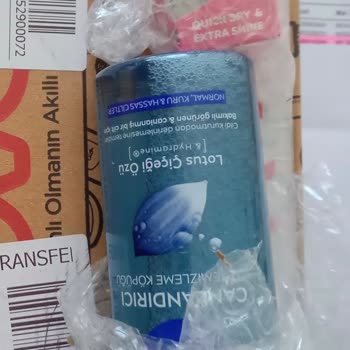 52900072
QUICK DRY &
EXTRA SHINE
nlı Olmanın Akıllı
TRANSFEI
CANLANDIRICI
TEMİZLEME KÖPÜĞÜ
Lotus Çiçeği Özü
[& Hydramine®]
Cildi kurutmadan derinlemesine temizler
Bakımlı görünen & canlanmış bir cilt için
NORMAL, KURU & HASSAS CİLTLER